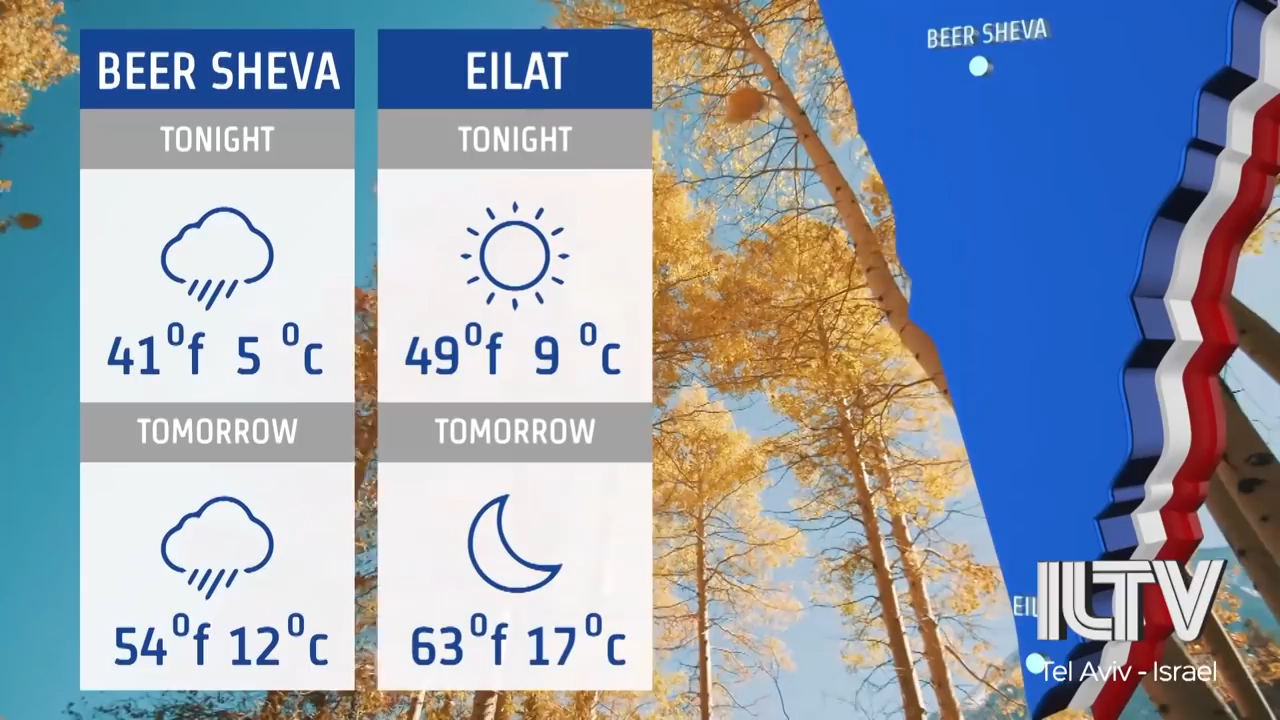 BEER SHEVA
TONIGHT
41°f 5 °c
TOMORROW
54°f 12°c
EILAT
TONIGHT
49°f 9 °c
TOMORROW
63°f 17°c
BEER SHEVA
ILTV
Tel Aviv - Israel